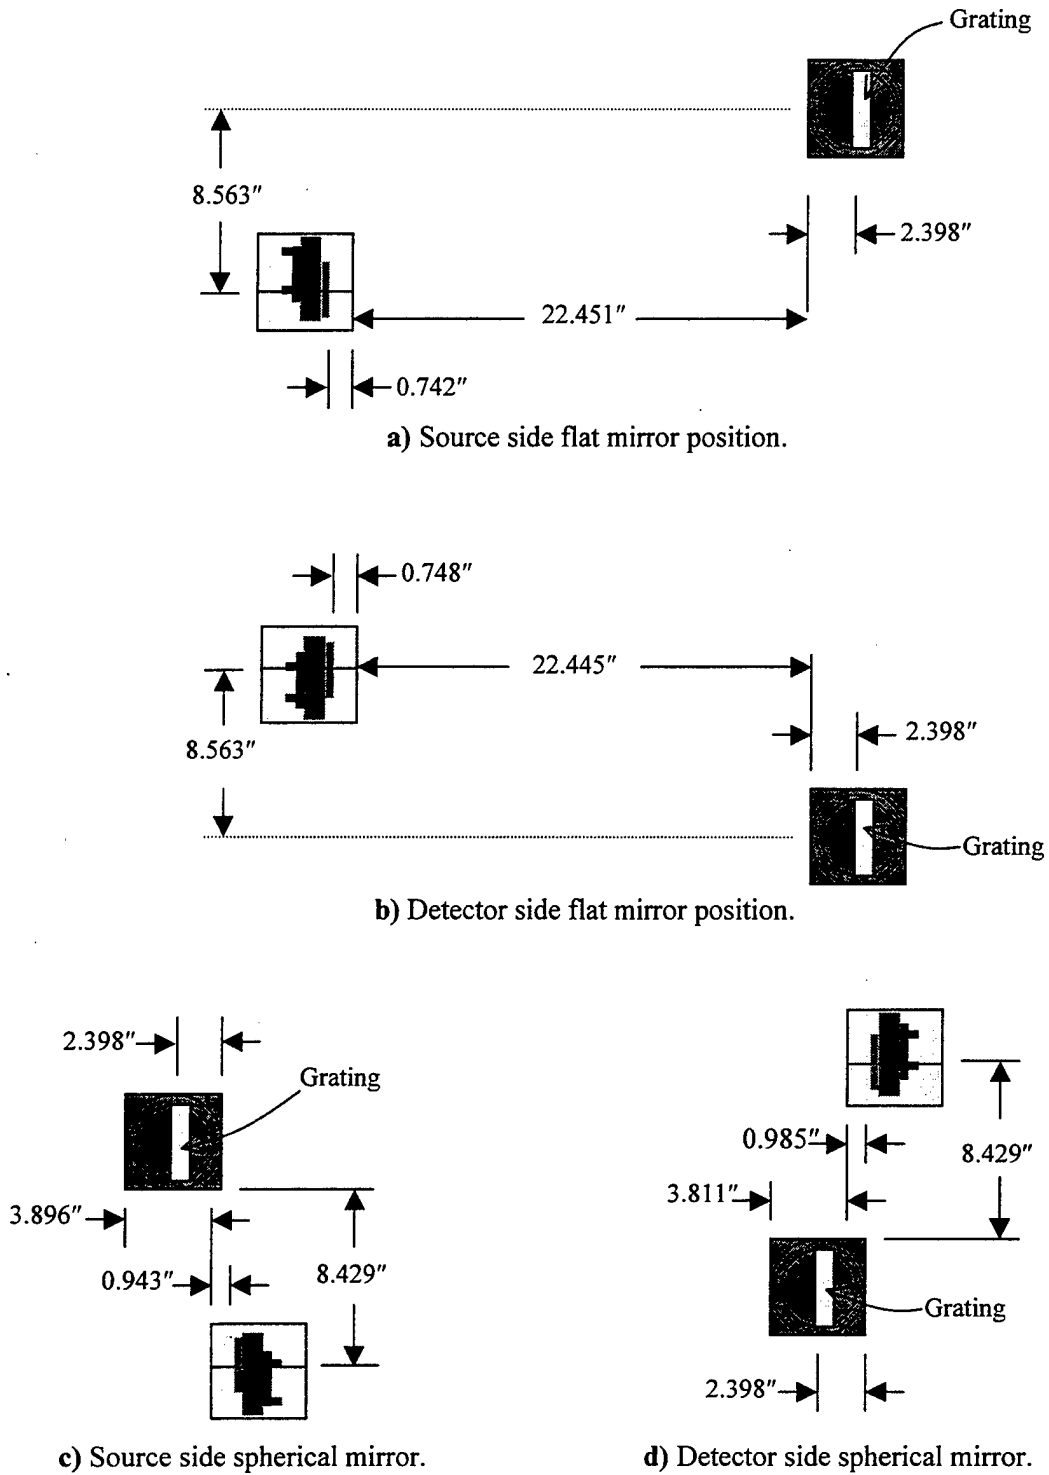 Grating
8.563″
2.398″
22.451″
0.742″
a) Source side flat mirror position.
0.748″
22.445″
2.398″
8.563″
Grating
b) Detector side flat mirror position.
2.398″
Grating
3.896″
0.943″
8.429″
c) Source side spherical mirror.
0.985″
8.429″
3.811″
Grating
2.398″
d) Detector side spherical mirror.